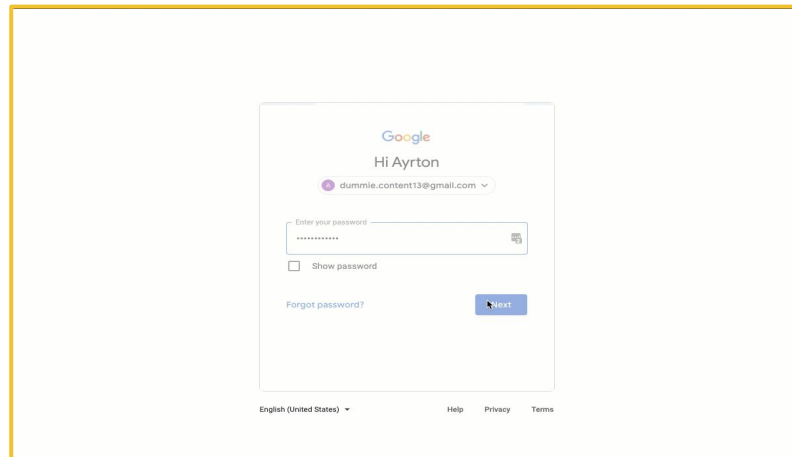 Google
Hi Ayrton
A dummie.content13@gmail.com
Enter your password
••••••••••••
Show password
Forgot password?
Next
English (United States)
Help Privacy Terms